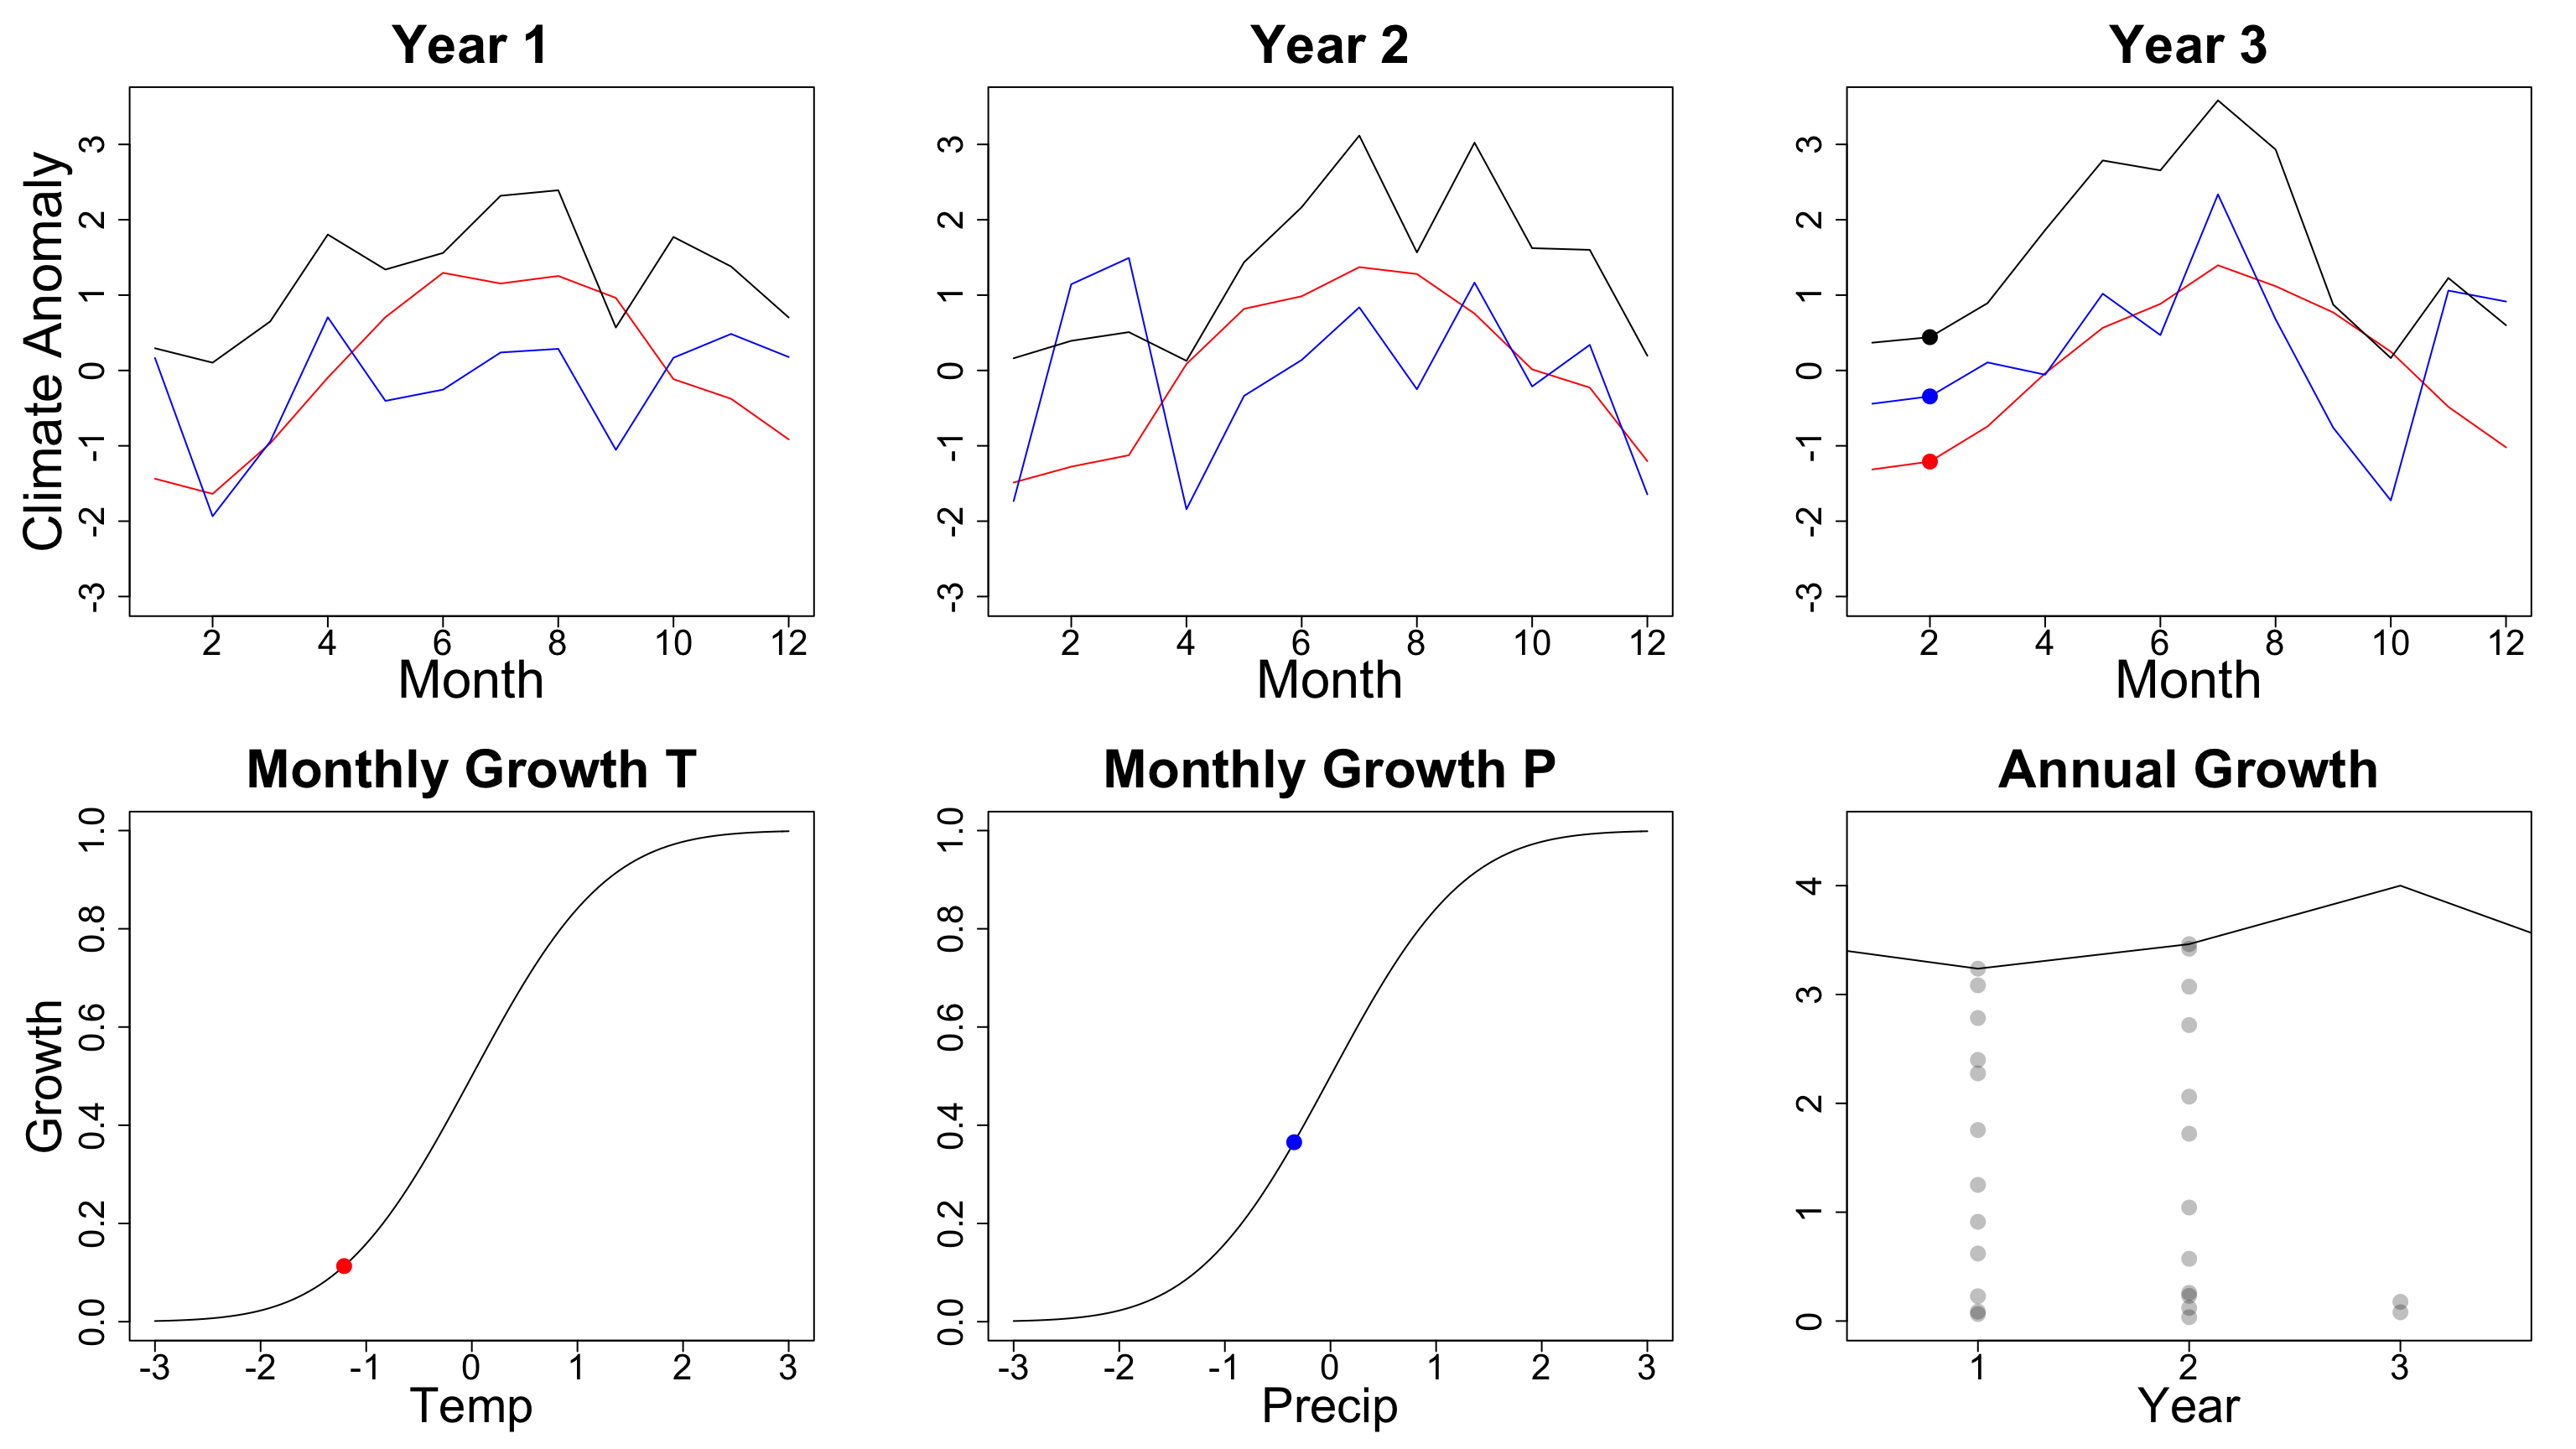 Year 1
Year 2
Year 3
Climate Anomaly
-3 -2 -1 0 1 2 3
2 4 6 8 10 12
Month
-3 -2 -1 0 1 2 3
2 4 6 8 10 12
Month
-3 -2 -1 0 1 2 3
2 4 6 8 10 12
Month
Monthly Growth T
Monthly Growth P
Annual Growth
Growth
0.0 0.2 0.4 0.6 0.8 1.0
-3 -2 -1 0 1 2 3
Temp
0.0 0.2 0.4 0.6 0.8 1.0
-3 -2 -1 0 1 2 3
Precip
0 1 2 3 4
1 2 3
Year